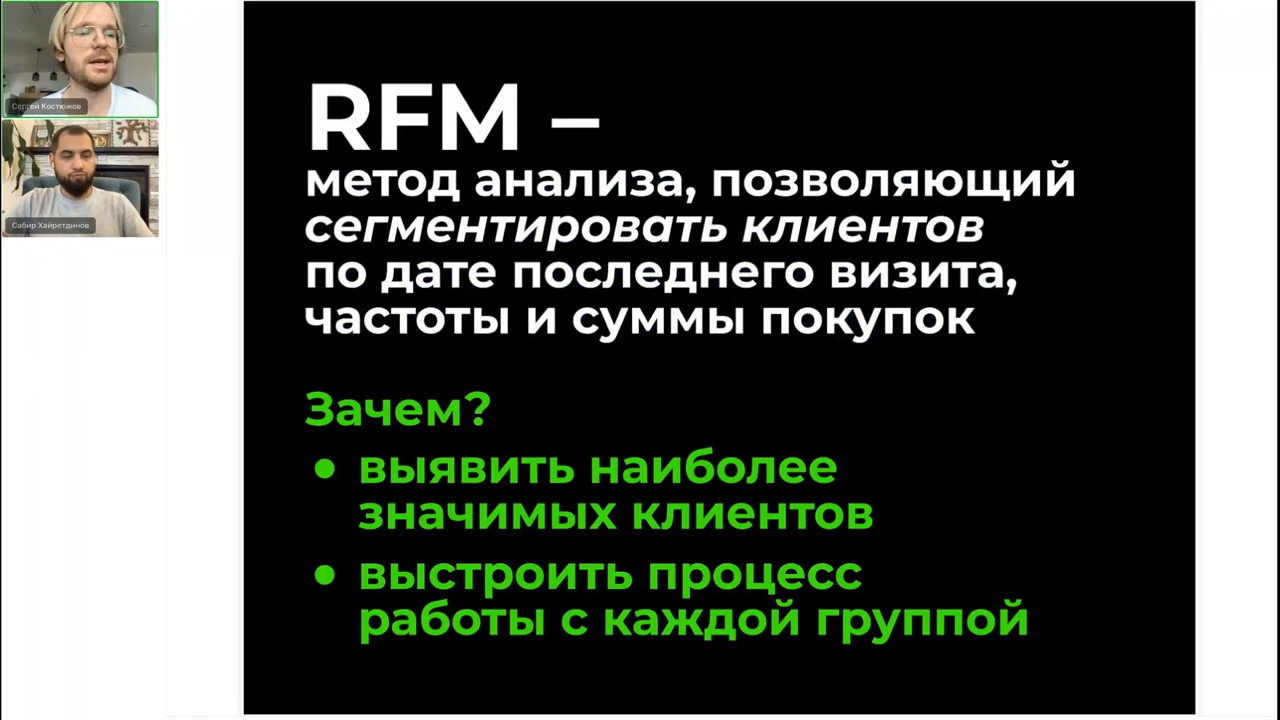 Сергей Костюжов
Сабир Хайретдинов
RFM –
метод анализа, позволяющий
сегментировать клиентов
по дате последнего визита,
частоты и суммы покупок
Зачем?
● выявить наиболее
значимых клиентов
● выстроить процесс
работы с каждой группой